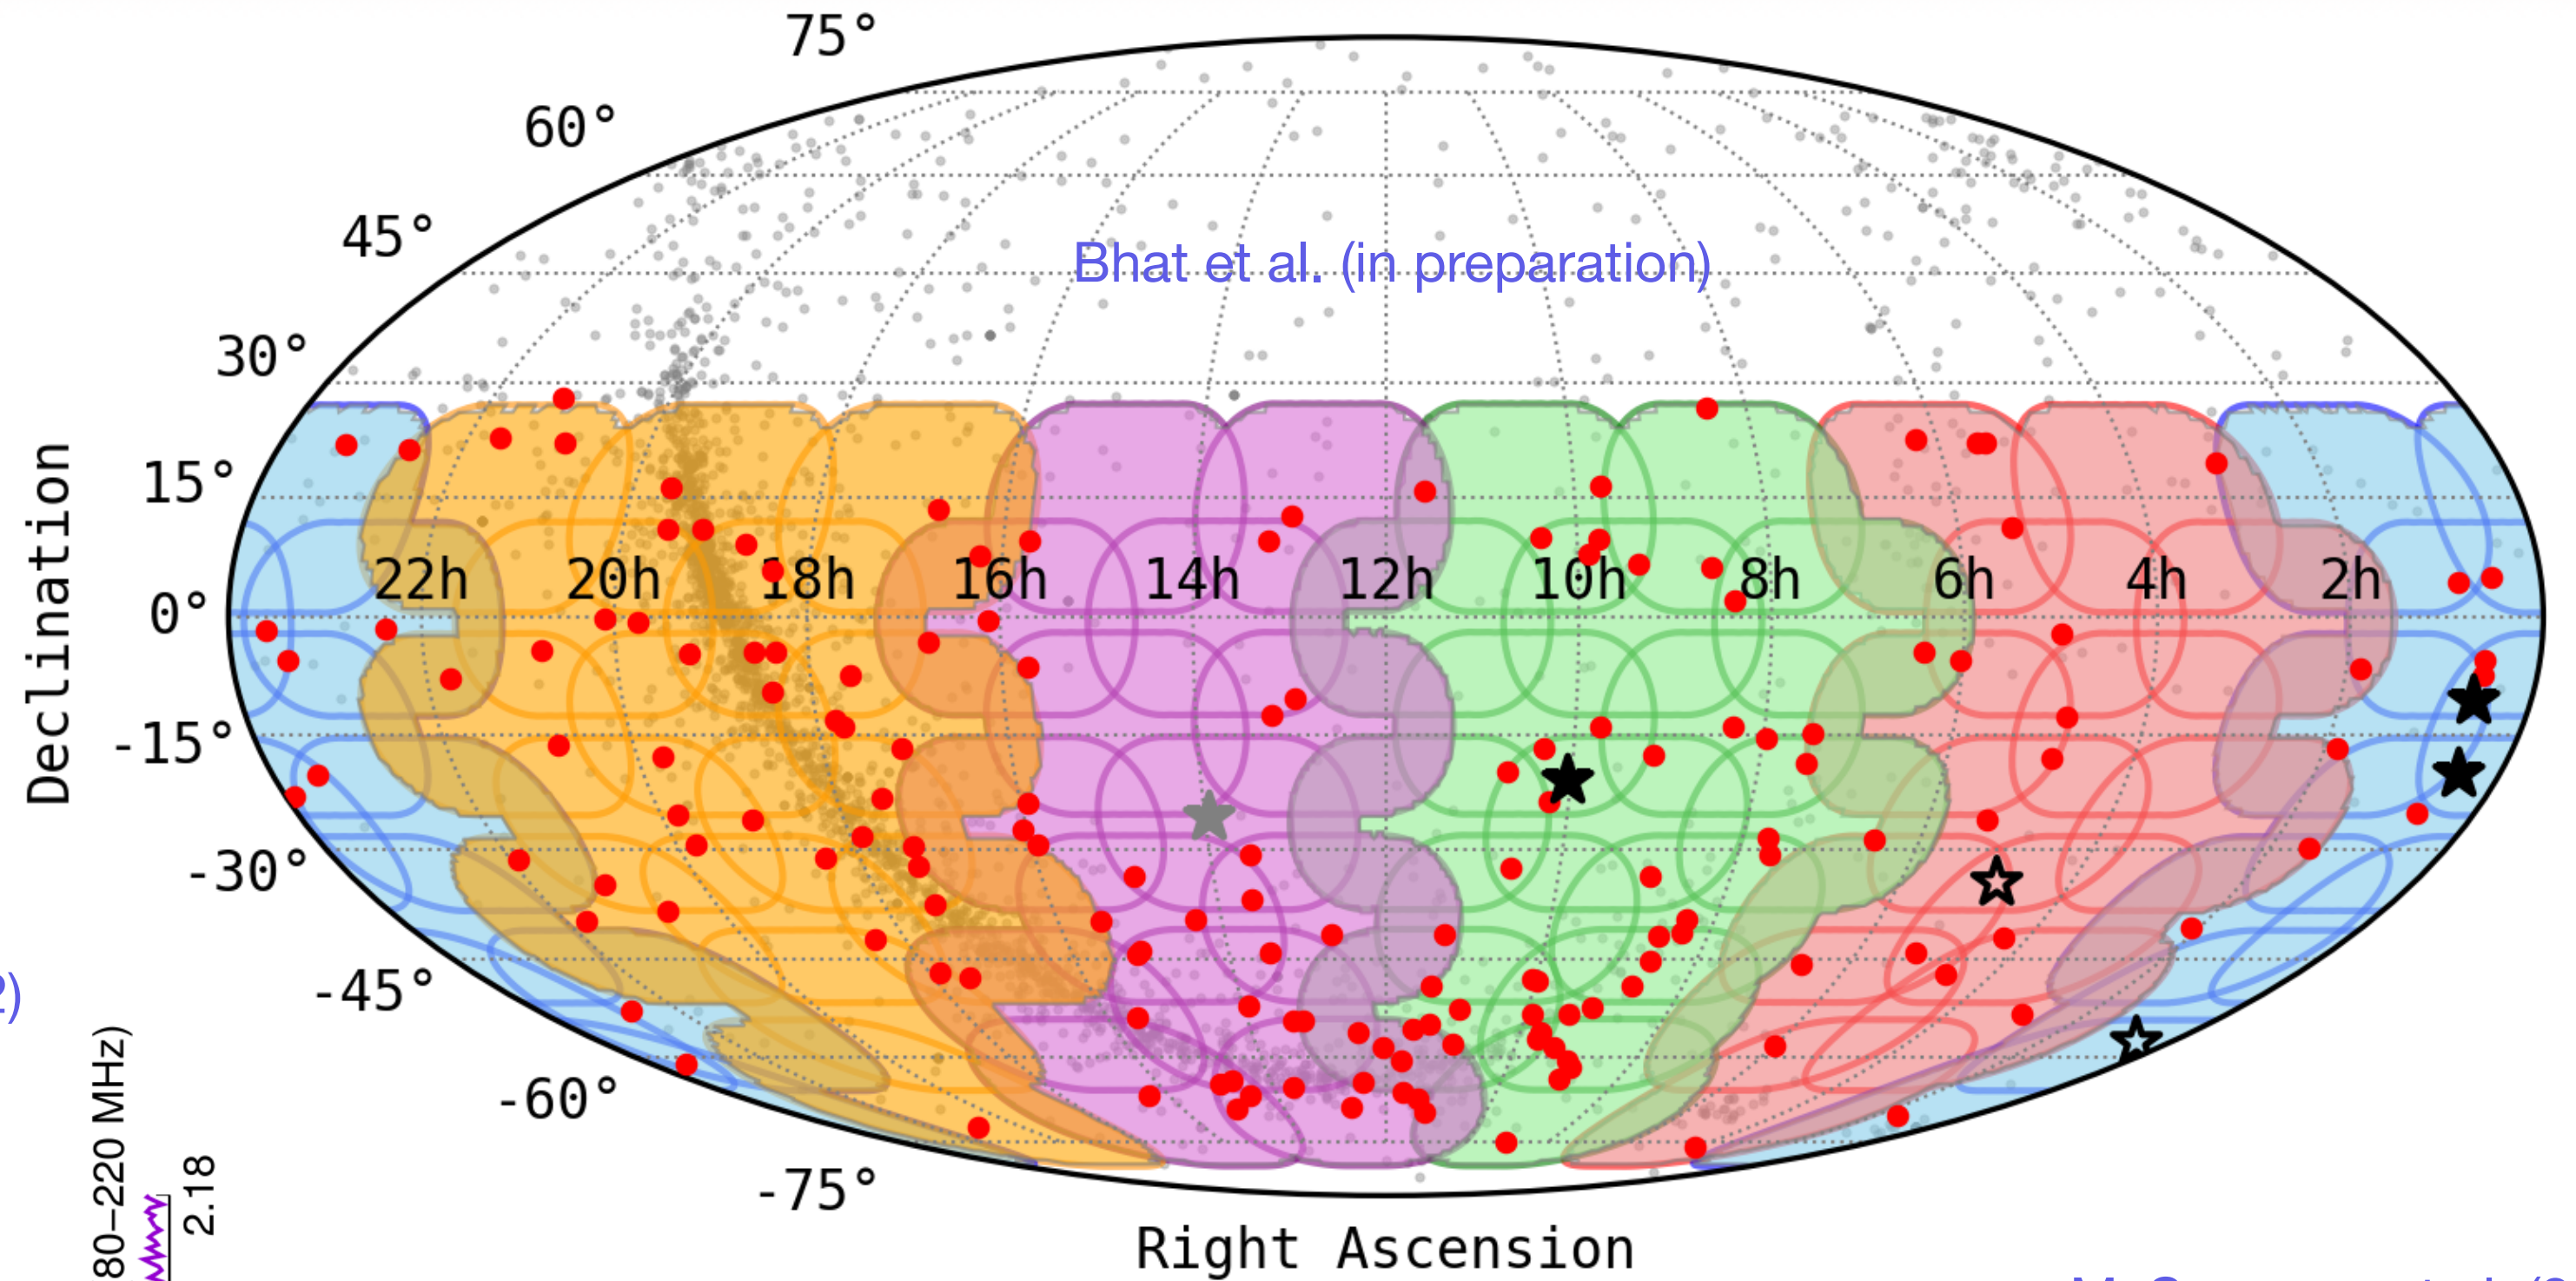 75°
60°
45°
Bhat et al. (in preparation)
30°
15°
22h 20h 18h 16h 14h 12h 10h 8h 6h 4h 2h
0°
Declination
-15°
-30°
-45°
2)
-60°
-75°
80–220 MHz)
2.18
Right Ascension